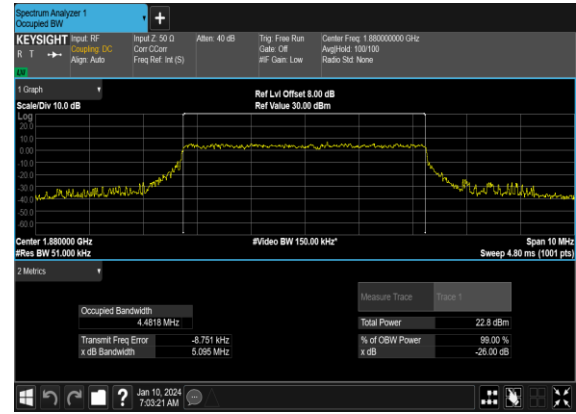 Spectrum Analyzer 1
Occupied BW
+
KEYSIGHT Input: RF Input Z: 50 Ω Atten: 40 dB Trig: Free Run Center Freq: 1.880000000 GHz
R T Coupling: DC Corr CCorr Gate: Off Avg|Hold: 100/100
Align: Auto Freq Ref: Int (S) #IF Gain: Low Radio Std: None
LXI
1 Graph
Ref Lvl Offset 8.00 dB
Scale/Div 10.0 dB Ref Value 30.00 dBm
Log
20.0
10.0
0.00
-10.0
-20.0
-30.0
-40.0
-50.0
-60.0
Center 1.880000 GHz #Video BW 150.00 kHz* Span 10 MHz
#Res BW 51.000 kHz Sweep 4.80 ms (1001 pts)
2 Metrics
Measure Trace Trace 1
Occupied Bandwidth
4.4818 MHz Total Power 22.8 dBm
Transmit Freq Error -8.751 kHz % of OBW Power 99.00 %
x dB Bandwidth 5.095 MHz x dB -26.00 dB
? Jan 10, 2024
7:03:21 AM